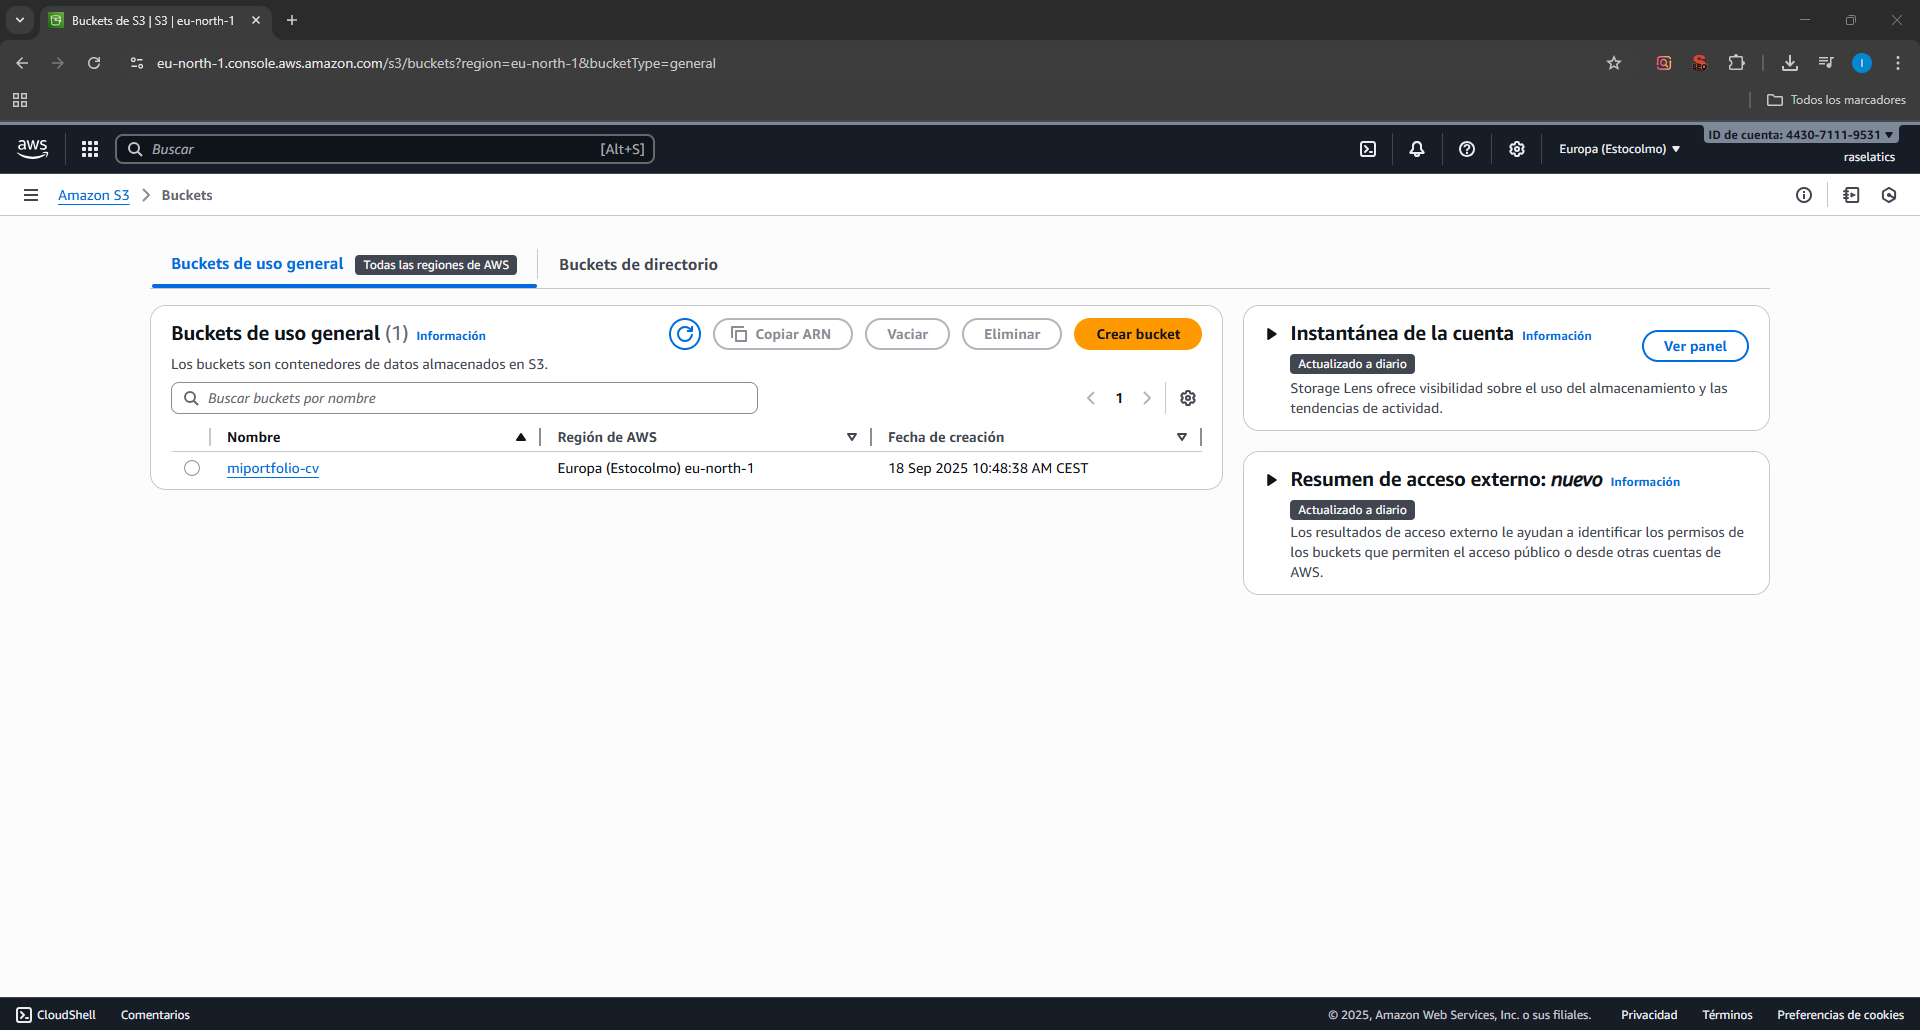 Buckets de S3 | S3 | eu-north-1
eu-north-1.console.aws.amazon.com/s3/buckets?region=eu-north-1&bucketType=general
SEO
I
Todos los marcadores
aws
Buscar
[Alt+S]
Europa (Estocolmo)
ID de cuenta: 4430-7111-9531
raselatics
Amazon S3
Buckets
Buckets de uso general
Todas las regiones de AWS
Buckets de directorio
Buckets de uso general (1) Información
Copiar ARN
Vaciar
Eliminar
Crear bucket
Los buckets son contenedores de datos almacenados en S3.
Buscar buckets por nombre
1
Nombre
Región de AWS
Fecha de creación
miportfolio-cv
Europa (Estocolmo) eu-north-1
18 Sep 2025 10:48:38 AM CEST
Instantánea de la cuenta Información
Ver panel
Actualizado a diario
Storage Lens ofrece visibilidad sobre el uso del almacenamiento y las
tendencias de actividad.
Resumen de acceso externo: nuevo Información
Actualizado a diario
Los resultados de acceso externo le ayudan a identificar los permisos de
los buckets que permiten el acceso público o desde otras cuentas de
AWS.
CloudShell
Comentarios
© 2025, Amazon Web Services, Inc. o sus filiales.
Privacidad
Términos
Preferencias de cookies